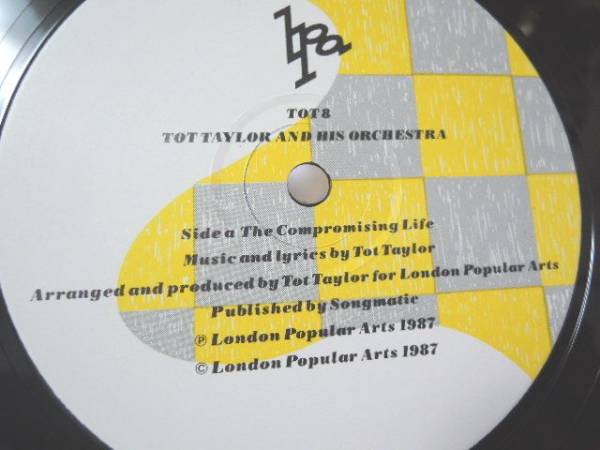 lpa
TOT 8
TOT TAYLOR AND HIS ORCHESTRA
Side a The Compromising Life
Music and lyrics by Tot Taylor
Arranged and produced by Tot Taylor for London Popular Arts
Published by Songmatic
℗ London Popular Arts 1987
© London Popular Arts 1987